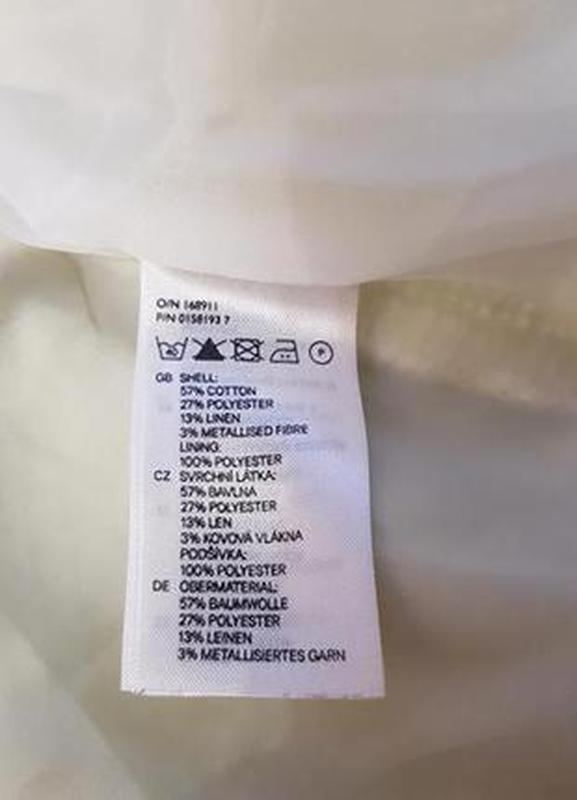 O/N 168911
P/N 0158193 7
GB SHELL:
57% COTTON
27% POLYESTER
13% LINEN
3% METALLISED FIBRE
LINING:
100% POLYESTER
CZ SVRCHNÍ LÁTKA:
57% BAVLNA
27% POLYESTER
13% LEN
3% KOVOVÁ VLÁKNA
PODŠÍVKA:
100% POLYESTER
DE OBERMATERIAL:
57% BAUMWOLLE
27% POLYESTER
13% LEINEN
3% METALLISIERTES GARN